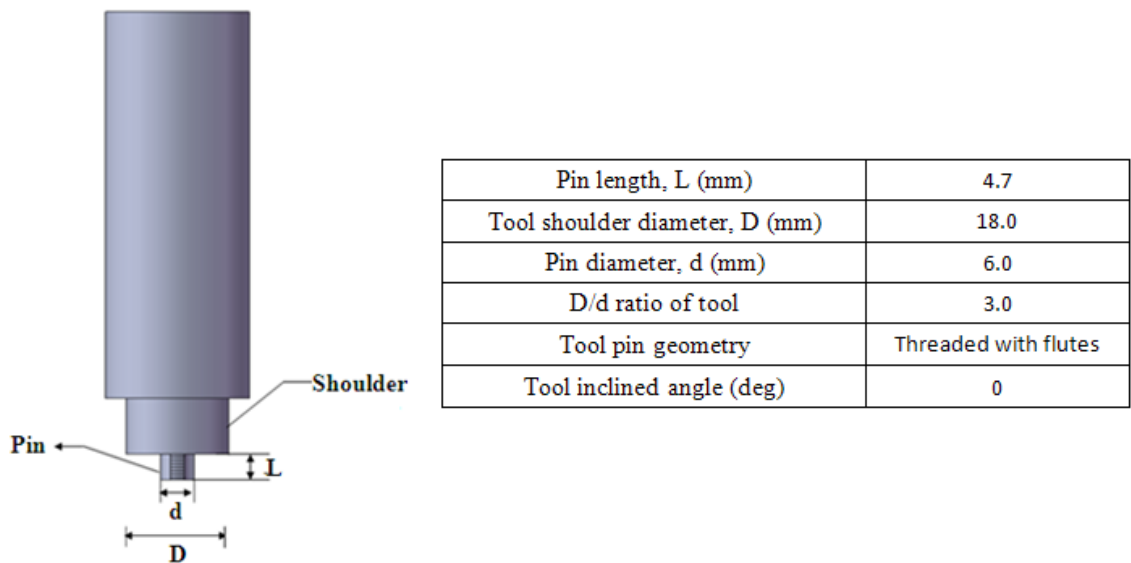 Shoulder
Pin
L
d
D
Pin length, L (mm) 4.7
Tool shoulder diameter, D (mm) 18.0
Pin diameter, d (mm) 6.0
D/d ratio of tool 3.0
Tool pin geometry Threaded with flutes
Tool inclined angle (deg) 0